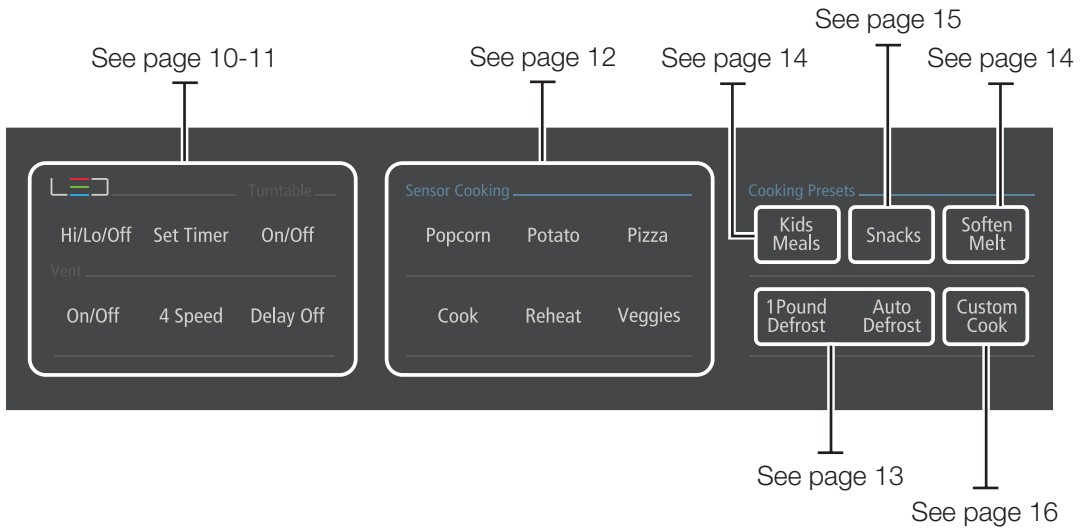 See page 15
See page 10-11
See page 12
See page 14
See page 14
LED
Turntable
Hi/Lo/Off
Set Timer
On/Off
Vent
On/Off
4 Speed
Delay Off
Sensor Cooking
Popcorn
Potato
Pizza
Cook
Reheat
Veggies
Cooking Presets
Kids
Meals
Snacks
Soften
Melt
1Pound
Defrost
Auto
Defrost
Custom
Cook
See page 13
See page 16